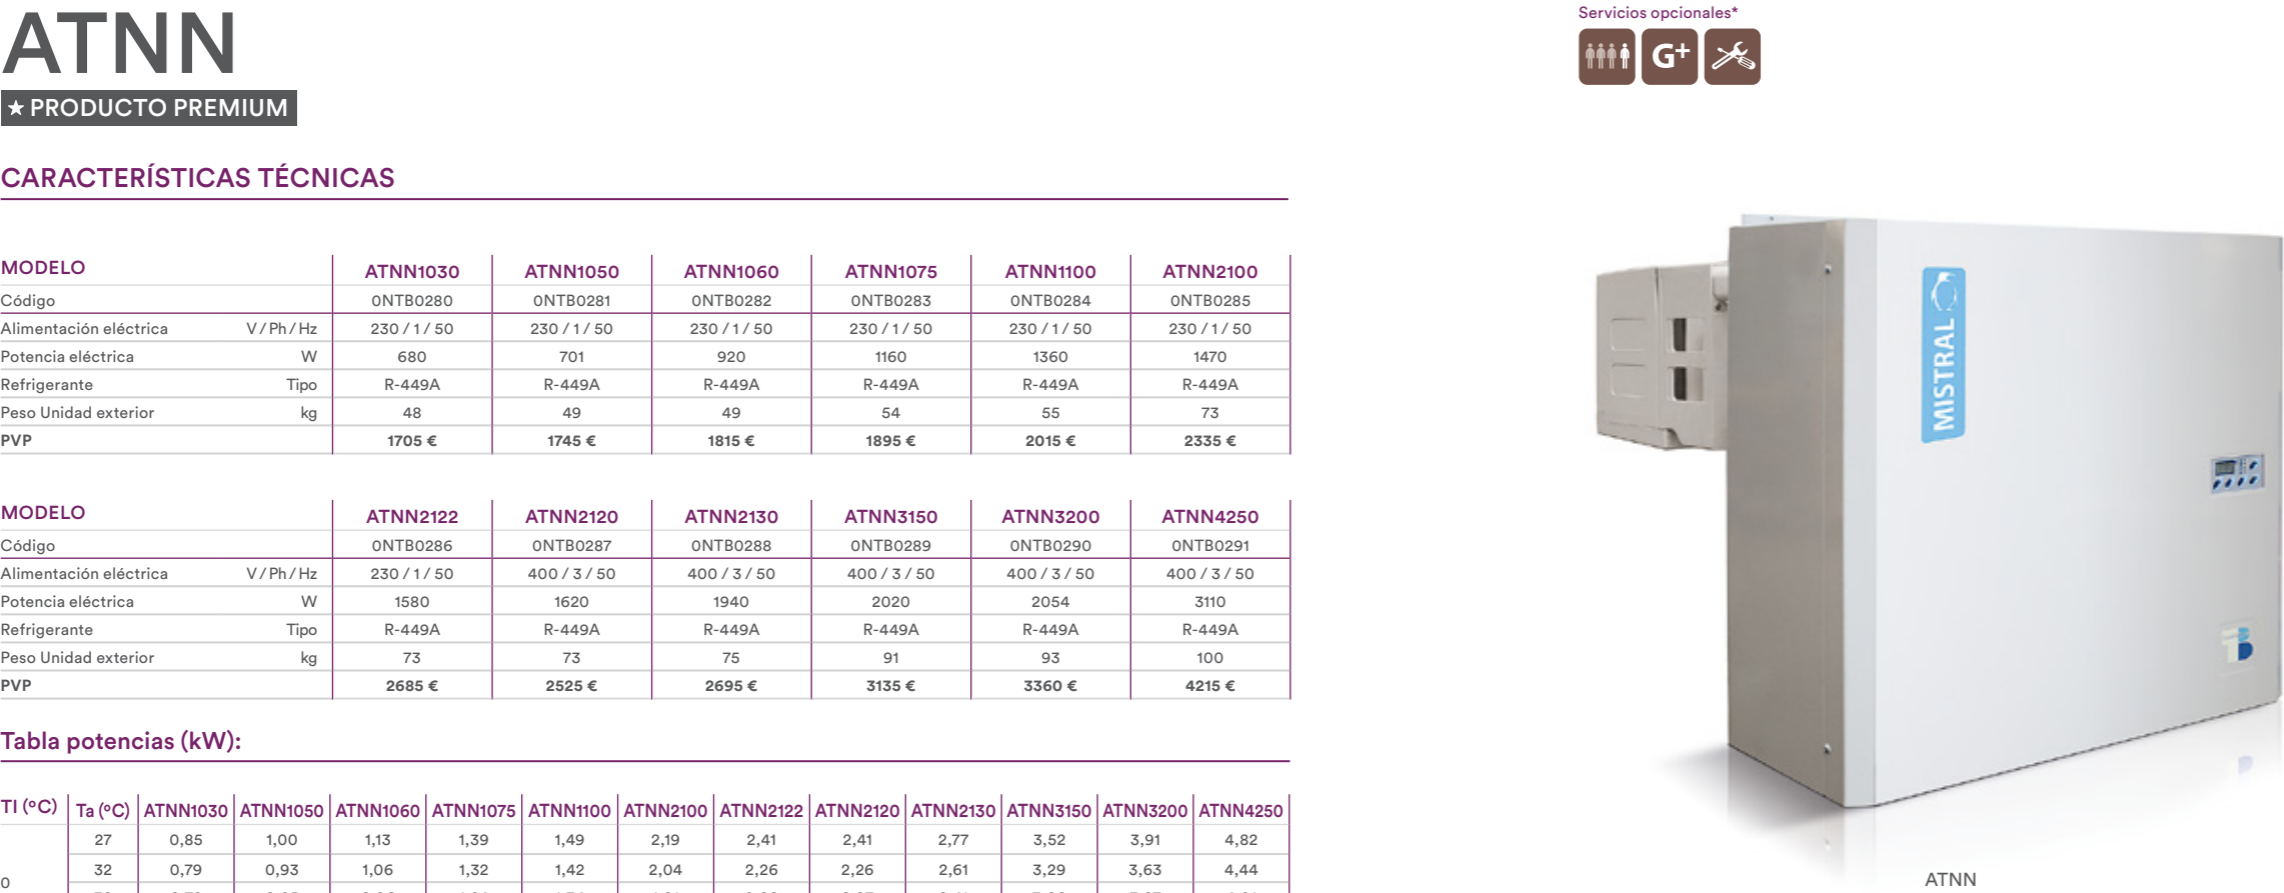 ATNN
★ PRODUCTO PREMIUM
Servicios opcionales*
G+
CARACTERÍSTICAS TÉCNICAS
MODELO ATNN1030 ATNN1050 ATNN1060 ATNN1075 ATNN1100 ATNN2100
Código 0NTB0280 0NTB0281 0NTB0282 0NTB0283 0NTB0284 0NTB0285
Alimentación eléctrica V / Ph / Hz 230 / 1 / 50 230 / 1 / 50 230 / 1 / 50 230 / 1 / 50 230 / 1 / 50 230 / 1 / 50
Potencia eléctrica W 680 701 920 1160 1360 1470
Refrigerante Tipo R-449A R-449A R-449A R-449A R-449A R-449A
Peso Unidad exterior kg 48 49 49 54 55 73
PVP 1705 € 1745 € 1815 € 1895 € 2015 € 2335 €
MODELO ATNN2122 ATNN2120 ATNN2130 ATNN3150 ATNN3200 ATNN4250
Código 0NTB0286 0NTB0287 0NTB0288 0NTB0289 0NTB0290 0NTB0291
Alimentación eléctrica V / Ph / Hz 230 / 1 / 50 400 / 3 / 50 400 / 3 / 50 400 / 3 / 50 400 / 3 / 50 400 / 3 / 50
Potencia eléctrica W 1580 1620 1940 2020 2054 3110
Refrigerante Tipo R-449A R-449A R-449A R-449A R-449A R-449A
Peso Unidad exterior kg 73 73 75 91 93 100
PVP 2685 € 2525 € 2695 € 3135 € 3360 € 4215 €
Tabla potencias (kW):
TI (ºC) Ta (ºC) ATNN1030 ATNN1050 ATNN1060 ATNN1075 ATNN1100 ATNN2100 ATNN2122 ATNN2120 ATNN2130 ATNN3150 ATNN3200 ATNN4250
27 0,85 1,00 1,13 1,39 1,49 2,19 2,41 2,41 2,77 3,52 3,91 4,82
32 0,79 0,93 1,06 1,32 1,42 2,04 2,26 2,26 2,61 3,29 3,63 4,44
0
MISTRAL
ATNN